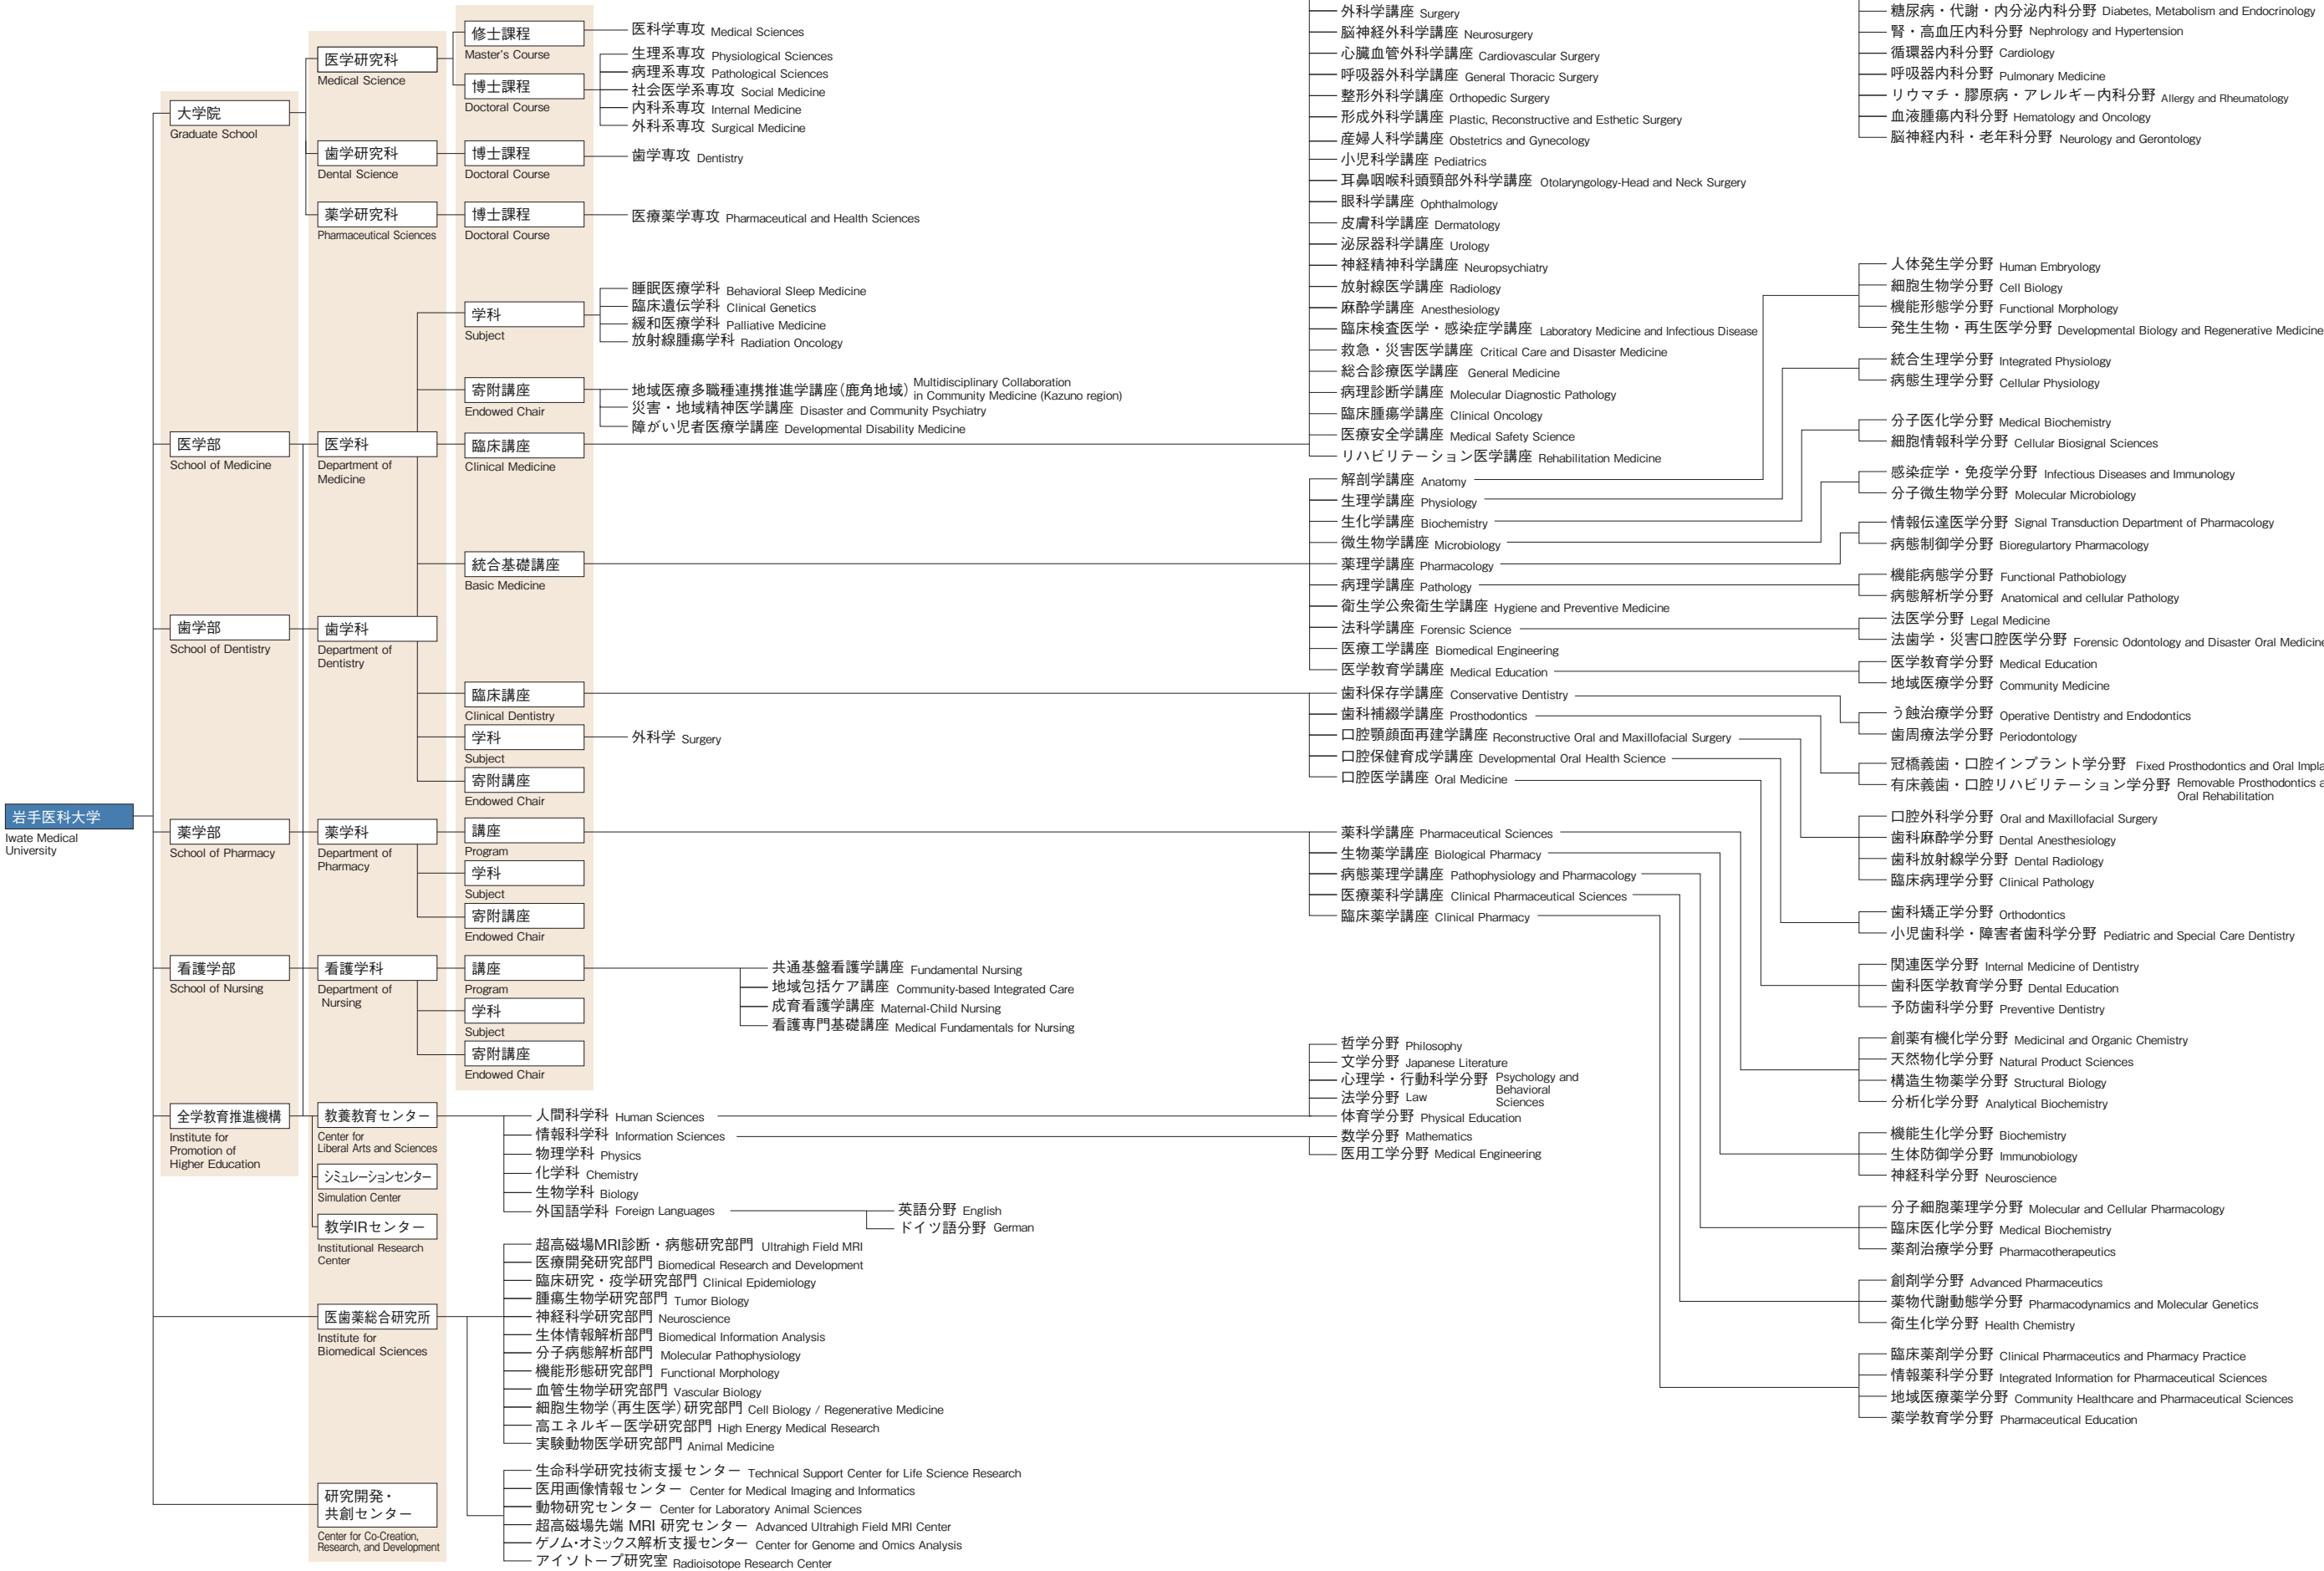 岩手医科大学
Iwate Medical
University
大学院
Graduate School
医学部
School of Medicine
歯学部
School of Dentistry
薬学部
School of Pharmacy
看護学部
School of Nursing
全学教育推進機構
Institute for
Promotion of
Higher Education
医学研究科
Medical Science
歯学研究科
Dental Science
薬学研究科
Pharmaceutical Sciences
医学科
Department of
Medicine
歯学科
Department of
Dentistry
薬学科
Department of
Pharmacy
看護学科
Department of
Nursing
教養教育センター
Center for
Liberal Arts and Sciences
シミュレーションセンター
Simulation Center
教学IRセンター
Institutional Research
Center
医歯薬総合研究所
Institute for
Biomedical Sciences
研究開発・
共創センター
Center for Co-Creation,
Research, and Development
修士課程
Master's Course
博士課程
Doctoral Course
博士課程
Doctoral Course
博士課程
Doctoral Course
学科
Subject
寄附講座
Endowed Chair
臨床講座
Clinical Medicine
統合基礎講座
Basic Medicine
臨床講座
Clinical Dentistry
学科
Subject
寄附講座
Endowed Chair
講座
Program
学科
Subject
寄附講座
Endowed Chair
講座
Program
学科
Subject
寄附講座
Endowed Chair
医科学専攻 Medical Sciences
生理系専攻 Physiological Sciences
病理系専攻 Pathological Sciences
社会医学系専攻 Social Medicine
内科系専攻 Internal Medicine
外科系専攻 Surgical Medicine
歯学専攻 Dentistry
医療薬学専攻 Pharmaceutical and Health Sciences
睡眠医療学科 Behavioral Sleep Medicine
臨床遺伝学科 Clinical Genetics
緩和医療学科 Palliative Medicine
放射線腫瘍学科 Radiation Oncology
地域医療多職種連携推進学講座(鹿角地域) Multidisciplinary Collaboration
in Community Medicine (Kazuno region)
災害・地域精神医学講座 Disaster and Community Psychiatry
障がい児者医療学講座 Developmental Disability Medicine
外科学 Surgery
共通基盤看護学講座 Fundamental Nursing
地域包括ケア講座 Community-based Integrated Care
成育看護学講座 Maternal-Child Nursing
看護専門基礎講座 Medical Fundamentals for Nursing
人間科学科 Human Sciences
情報科学科 Information Sciences
物理学科 Physics
化学科 Chemistry
生物学科 Biology
外国語学科 Foreign Languages
英語分野 English
ドイツ語分野 German
超高磁場MRI診断・病態研究部門 Ultrahigh Field MRI
医療開発研究部門 Biomedical Research and Development
臨床研究・疫学研究部門 Clinical Epidemiology
腫瘍生物学研究部門 Tumor Biology
神経科学研究部門 Neuroscience
生体情報解析部門 Biomedical Information Analysis
分子病態解析部門 Molecular Pathophysiology
機能形態研究部門 Functional Morphology
血管生物学研究部門 Vascular Biology
細胞生物学(再生医学)研究部門 Cell Biology / Regenerative Medicine
高エネルギー医学研究部門 High Energy Medical Research
実験動物医学研究部門 Animal Medicine
生命科学研究技術支援センター Technical Support Center for Life Science Research
医用画像情報センター Center for Medical Imaging and Informatics
動物研究センター Center for Laboratory Animal Sciences
超高磁場先端 MRI 研究センター Advanced Ultrahigh Field MRI Center
ゲノム・オミックス解析支援センター Center for Genome and Omics Analysis
アイソトープ研究室 Radioisotope Research Center
外科学講座 Surgery
脳神経外科学講座 Neurosurgery
心臓血管外科学講座 Cardiovascular Surgery
呼吸器外科学講座 General Thoracic Surgery
整形外科学講座 Orthopedic Surgery
形成外科学講座 Plastic, Reconstructive and Esthetic Surgery
産婦人科学講座 Obstetrics and Gynecology
小児科学講座 Pediatrics
耳鼻咽喉科頭頸部外科学講座 Otolaryngology-Head and Neck Surgery
眼科学講座 Ophthalmology
皮膚科学講座 Dermatology
泌尿器科学講座 Urology
神経精神科学講座 Neuropsychiatry
放射線医学講座 Radiology
麻酔学講座 Anesthesiology
臨床検査医学・感染症学講座 Laboratory Medicine and Infectious Disease
救急・災害医学講座 Critical Care and Disaster Medicine
総合診療医学講座 General Medicine
病理診断学講座 Molecular Diagnostic Pathology
臨床腫瘍学講座 Clinical Oncology
医療安全学講座 Medical Safety Science
リハビリテーション医学講座 Rehabilitation Medicine
解剖学講座 Anatomy
生理学講座 Physiology
生化学講座 Biochemistry
微生物学講座 Microbiology
薬理学講座 Pharmacology
病理学講座 Pathology
衛生学公衆衛生学講座 Hygiene and Preventive Medicine
法科学講座 Forensic Science
医療工学講座 Biomedical Engineering
医学教育学講座 Medical Education
歯科保存学講座 Conservative Dentistry
歯科補綴学講座 Prosthodontics
口腔顎顔面再建学講座 Reconstructive Oral and Maxillofacial Surgery
口腔保健育成学講座 Developmental Oral Health Science
口腔医学講座 Oral Medicine
薬科学講座 Pharmaceutical Sciences
生物薬学講座 Biological Pharmacy
病態薬理学講座 Pathophysiology and Pharmacology
医療薬科学講座 Clinical Pharmaceutical Sciences
臨床薬学講座 Clinical Pharmacy
哲学分野 Philosophy
文学分野 Japanese Literature
心理学・行動科学分野 Psychology and
Behavioral
Sciences
法学分野 Law
体育学分野 Physical Education
数学分野 Mathematics
医用工学分野 Medical Engineering
糖尿病・代謝・内分泌内科分野 Diabetes, Metabolism and Endocrinology
腎・高血圧内科分野 Nephrology and Hypertension
循環器内科分野 Cardiology
呼吸器内科分野 Pulmonary Medicine
リウマチ・膠原病・アレルギー内科分野 Allergy and Rheumatology
血液腫瘍内科分野 Hematology and Oncology
脳神経内科・老年科分野 Neurology and Gerontology
人体発生学分野 Human Embryology
細胞生物学分野 Cell Biology
機能形態学分野 Functional Morphology
発生生物・再生医学分野 Developmental Biology and Regenerative Medicine
統合生理学分野 Integrated Physiology
病態生理学分野 Cellular Physiology
分子医化学分野 Medical Biochemistry
細胞情報科学分野 Cellular Biosignal Sciences
感染症学・免疫学分野 Infectious Diseases and Immunology
分子微生物学分野 Molecular Microbiology
情報伝達医学分野 Signal Transduction Department of Pharmacology
病態制御学分野 Bioregulartory Pharmacology
機能病態学分野 Functional Pathobiology
病態解析学分野 Anatomical and cellular Pathology
法医学分野 Legal Medicine
法歯学・災害口腔医学分野 Forensic Odontology and Disaster Oral Medicine
医学教育学分野 Medical Education
地域医療学分野 Community Medicine
う蝕治療学分野 Operative Dentistry and Endodontics
歯周療法学分野 Periodontology
冠橋義歯・口腔インプラント学分野 Fixed Prosthodontics and Oral
有床義歯・口腔リハビリテーション学分野 Removable Prosthodontics
Oral Rehabilitation
口腔外科学分野 Oral and Maxillofacial Surgery
歯科麻酔学分野 Dental Anesthesiology
歯科放射線学分野 Dental Radiology
臨床病理学分野 Clinical Pathology
歯科矯正学分野 Orthodontics
小児歯科学・障害者歯科学分野 Pediatric and Special Care Dentistry
関連医学分野 Internal Medicine of Dentistry
歯科医学教育学分野 Dental Education
予防歯科学分野 Preventive Dentistry
創薬有機化学分野 Medicinal and Organic Chemistry
天然物化学分野 Natural Product Sciences
構造生物薬学分野 Structural Biology
分析化学分野 Analytical Biochemistry
機能生化学分野 Biochemistry
生体防御学分野 Immunobiology
神経科学分野 Neuroscience
分子細胞薬理学分野 Molecular and Cellular Pharmacology
臨床医化学分野 Medical Biochemistry
薬剤治療学分野 Pharmacotherapeutics
創剤学分野 Advanced Pharmaceutics
薬物代謝動態学分野 Pharmacodynamics and Molecular Genetics
衛生化学分野 Health Chemistry
臨床薬剤学分野 Clinical Pharmaceutics and Pharmacy Practice
情報薬科学分野 Integrated Information for Pharmaceutical Sciences
地域医療薬学分野 Community Healthcare and Pharmaceutical Sciences
薬学教育学分野 Pharmaceutical Education